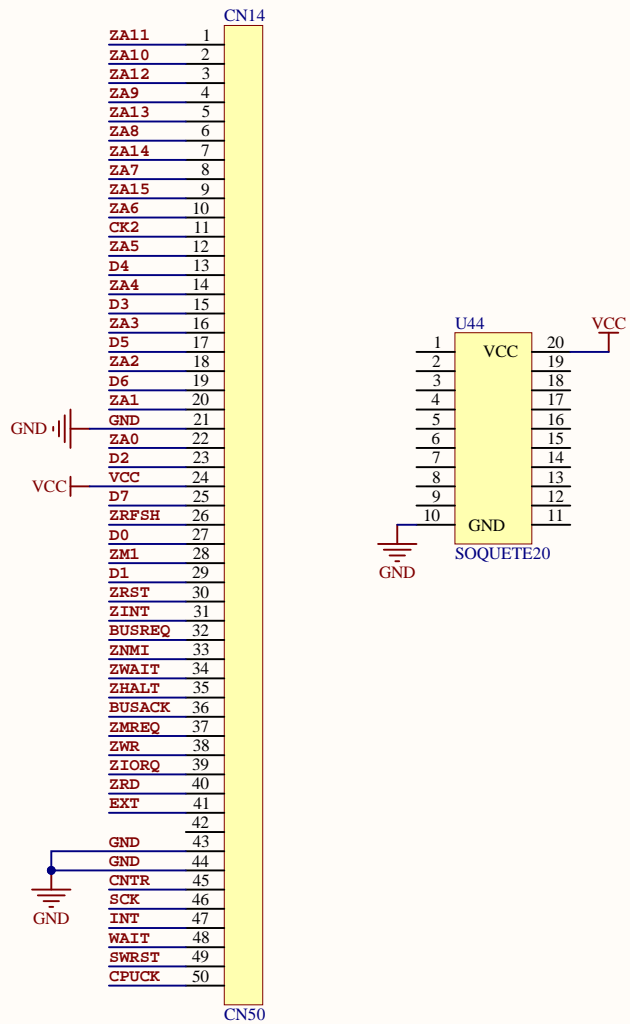 CN14
ZA11 1
ZA10 2
ZA12 3
ZA9 4
ZA13 5
ZA8 6
ZA14 7
ZA7 8
ZA15 9
ZA6 10
CK2 11
ZA5 12
D4 13
ZA4 14
D3 15
ZA3 16
D5 17
ZA2 18
D6 19
ZA1 20
GND GND 21
ZA0 22
D2 23
VCC VCC 24
D7 25
ZRFSH 26
D0 27
ZM1 28
D1 29
ZRST 30
ZINT 31
BUSREQ 32
ZNMI 33
ZWAIT 34
ZHALT 35
BUSACK 36
ZMREQ 37
ZWR 38
ZIORQ 39
ZRD 40
EXT 41
42
GND 43
GND 44
CNTR 45
SCK 46
GND
INT 47
WAIT 48
SWRST 49
CPUCK 50
CN50
U44
VCC
1 VCC 20
2 19
3 18
4 17
5 16
6 15
7 14
8 13
9 12
10 GND 11
SOQUETE20
GND